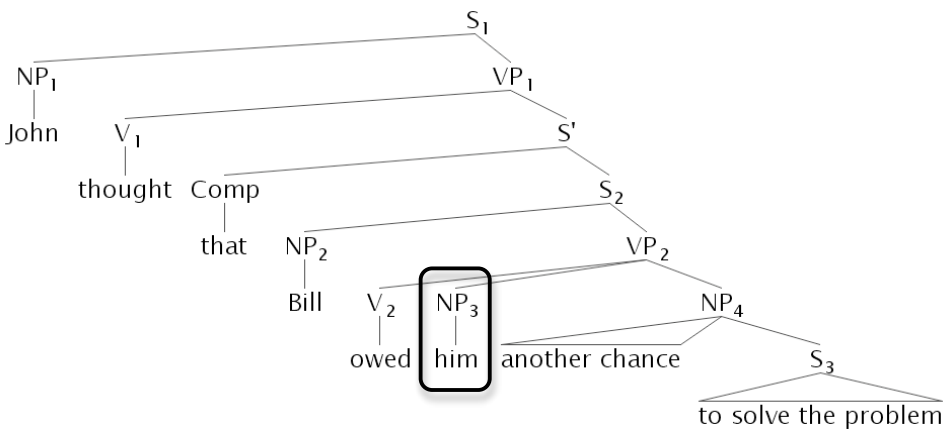 S1
NP1 VP1
John V1 S'
thought Comp S2
that NP2 VP2
Bill V2 NP3 NP4
owed him another chance S3
to solve the problem